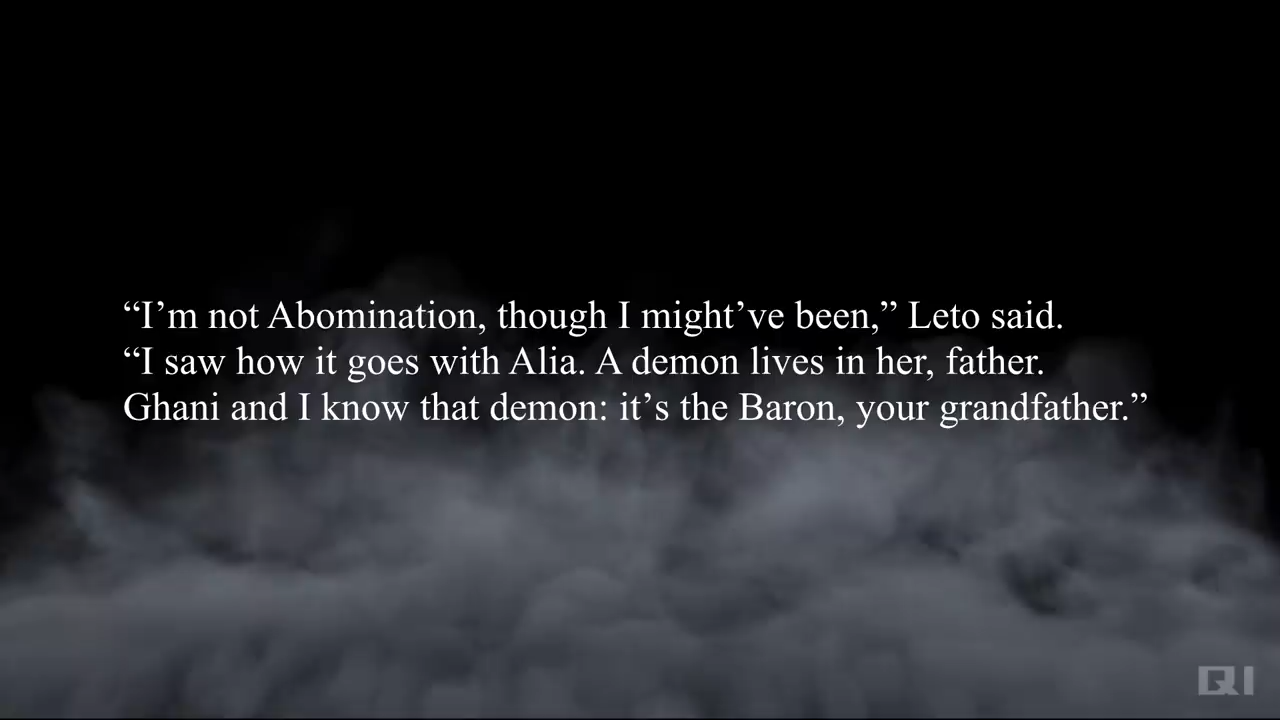 “I’m not Abomination, though I might’ve been,” Leto said.
“I saw how it goes with Alia. A demon lives in her, father.
Ghani and I know that demon: it’s the Baron, your grandfather.”
QI